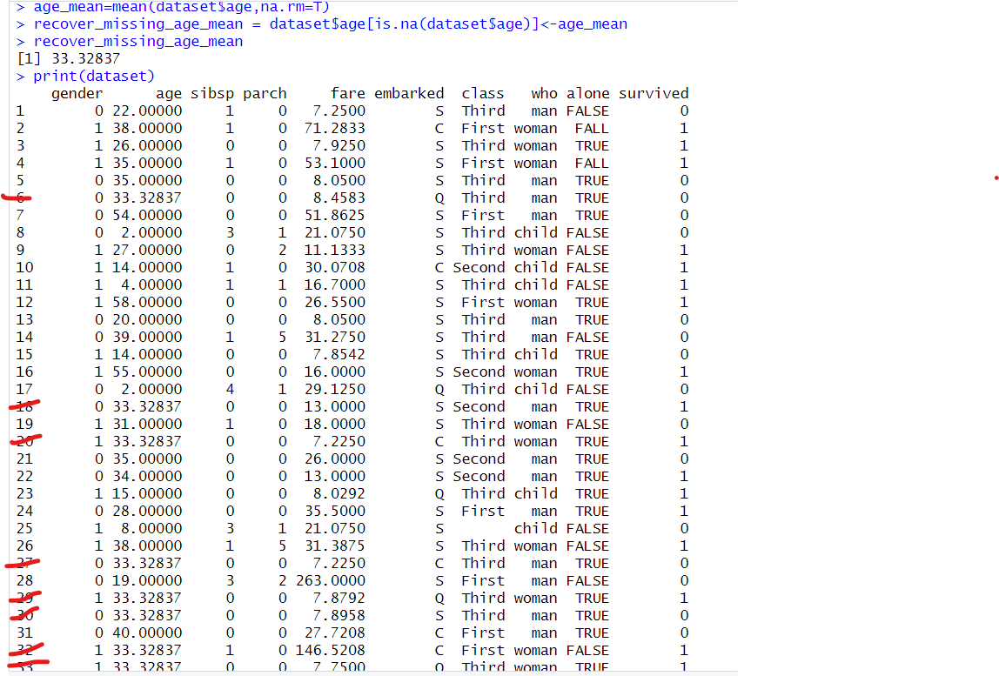 > age_mean=mean(dataset$age,na.rm=T)
> recover_missing_age_mean = dataset$age[is.na(dataset$age)]<-age_mean
> recover_missing_age_mean
[1] 33.32837
> print(dataset)
gender age sibsp parch fare embarked class who alone survived
1 0 22.00000 1 0 7.2500 S Third man FALSE 0
2 1 38.00000 1 0 71.2833 C First woman FALL 1
3 1 26.00000 0 0 7.9250 S Third woman TRUE 1
4 1 35.00000 1 0 53.1000 S First woman FALL 1
5 0 35.00000 0 0 8.0500 S Third man TRUE 0
6 0 33.32837 0 0 8.4583 Q Third man TRUE 0
7 0 54.00000 0 0 51.8625 S First man TRUE 0
8 0 2.00000 3 1 21.0750 S Third child FALSE 0
9 1 27.00000 0 2 11.1333 S Third woman FALSE 1
10 1 14.00000 1 0 30.0708 C Second child FALSE 1
11 1 4.00000 1 1 16.7000 S Third child FALSE 1
12 1 58.00000 0 0 26.5500 S First woman TRUE 1
13 0 20.00000 0 0 8.0500 S Third man TRUE 0
14 0 39.00000 1 5 31.2750 S Third man FALSE 0
15 1 14.00000 0 0 7.8542 S Third child TRUE 0
16 1 55.00000 0 0 16.0000 S Second woman TRUE 1
17 0 2.00000 4 1 29.1250 Q Third child FALSE 0
18 0 33.32837 0 0 13.0000 S Second man TRUE 1
19 1 31.00000 1 0 18.0000 S Third woman FALSE 0
20 1 33.32837 0 0 7.2250 C Third woman TRUE 1
21 0 35.00000 0 0 26.0000 S Second man TRUE 0
22 0 34.00000 0 0 13.0000 S Second man TRUE 1
23 1 15.00000 0 0 8.0292 Q Third child TRUE 1
24 0 28.00000 0 0 35.5000 S First man TRUE 1
25 1 8.00000 3 1 21.0750 S child FALSE 0
26 1 38.00000 1 5 31.3875 S Third woman FALSE 1
27 0 33.32837 0 0 7.2250 C Third man TRUE 0
28 0 19.00000 3 2 263.0000 S First man FALSE 0
29 1 33.32837 0 0 7.8792 Q Third woman TRUE 1
30 0 33.32837 0 0 7.8958 S Third man TRUE 0
31 0 40.00000 0 0 27.7208 C First man TRUE 0
32 1 33.32837 1 0 146.5208 C First woman FALSE 1
33 1 33.32837 0 0 7.7500 Q Third woman TRUE 1